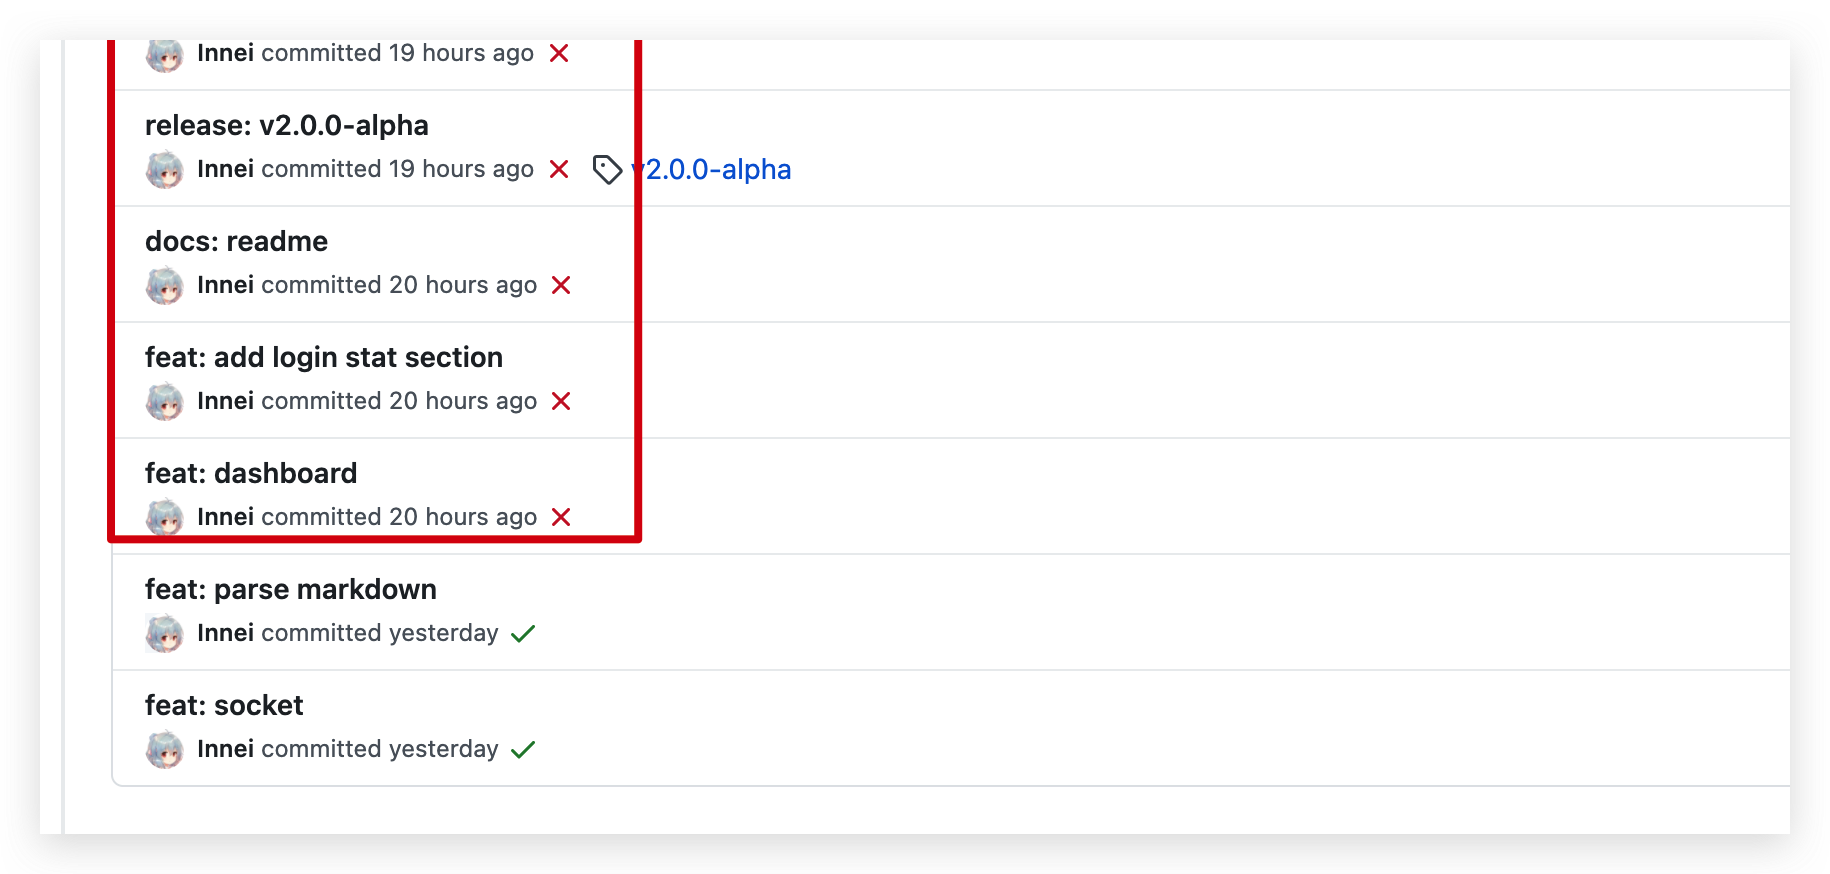 Innei committed 19 hours ago
release: v2.0.0-alpha
Innei committed 19 hours ago v2.0.0-alpha
docs: readme
Innei committed 20 hours ago
feat: add login stat section
Innei committed 20 hours ago
feat: dashboard
Innei committed 20 hours ago
feat: parse markdown
Innei committed yesterday
feat: socket
Innei committed yesterday